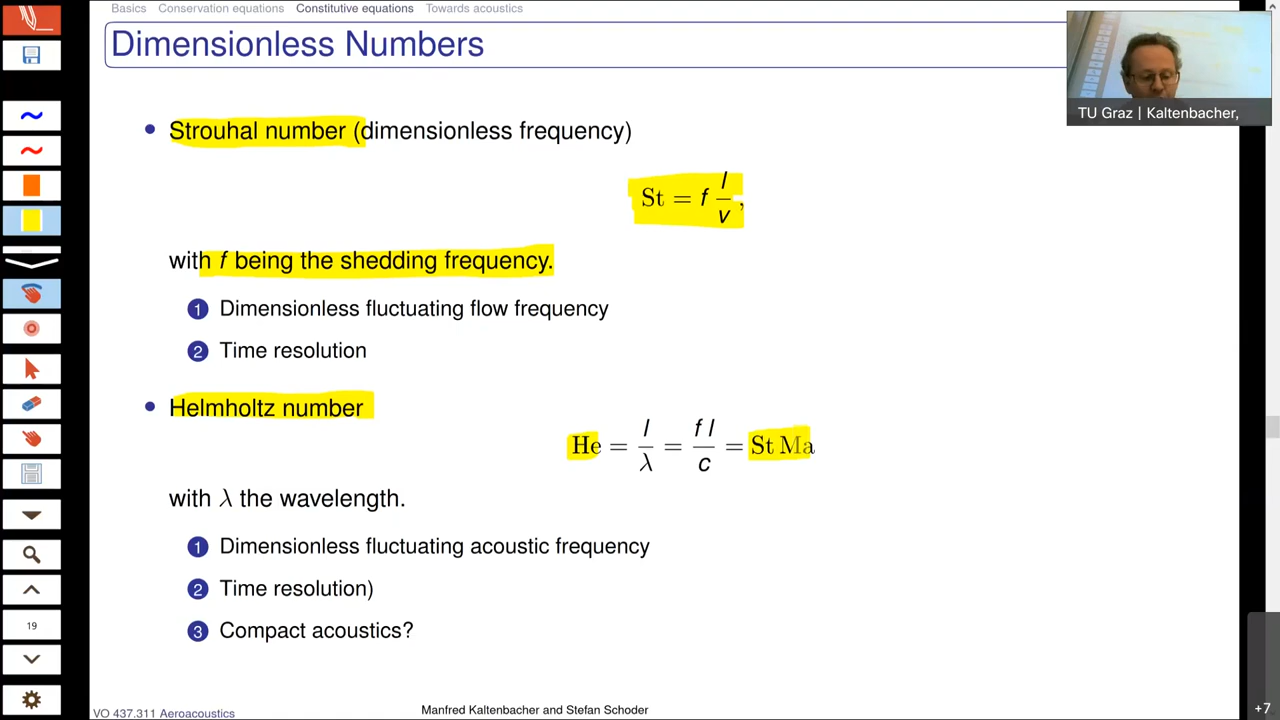 Basics Conservation equations Constitutive equations Towards acoustics
Dimensionless Numbers
TU Graz | Kaltenbacher,
• Strouhal number (dimensionless frequency)
St = f l/v ,
with f being the shedding frequency.
1 Dimensionless fluctuating flow frequency
2 Time resolution
• Helmholtz number
He = l/λ = f l/c = St Ma
with λ the wavelength.
1 Dimensionless fluctuating acoustic frequency
2 Time resolution)
3 Compact acoustics?
19
VO 437.311 Aeroacoustics
Manfred Kaltenbacher and Stefan Schoder
+7